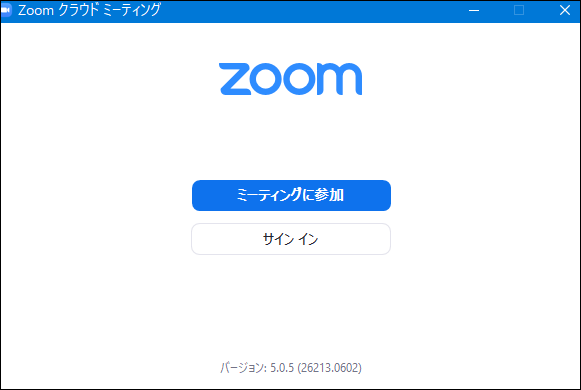 Zoom クラウド ミーティング
zoom
ミーティングに参加
サイン イン
バージョン: 5.0.5 (26213.0602)